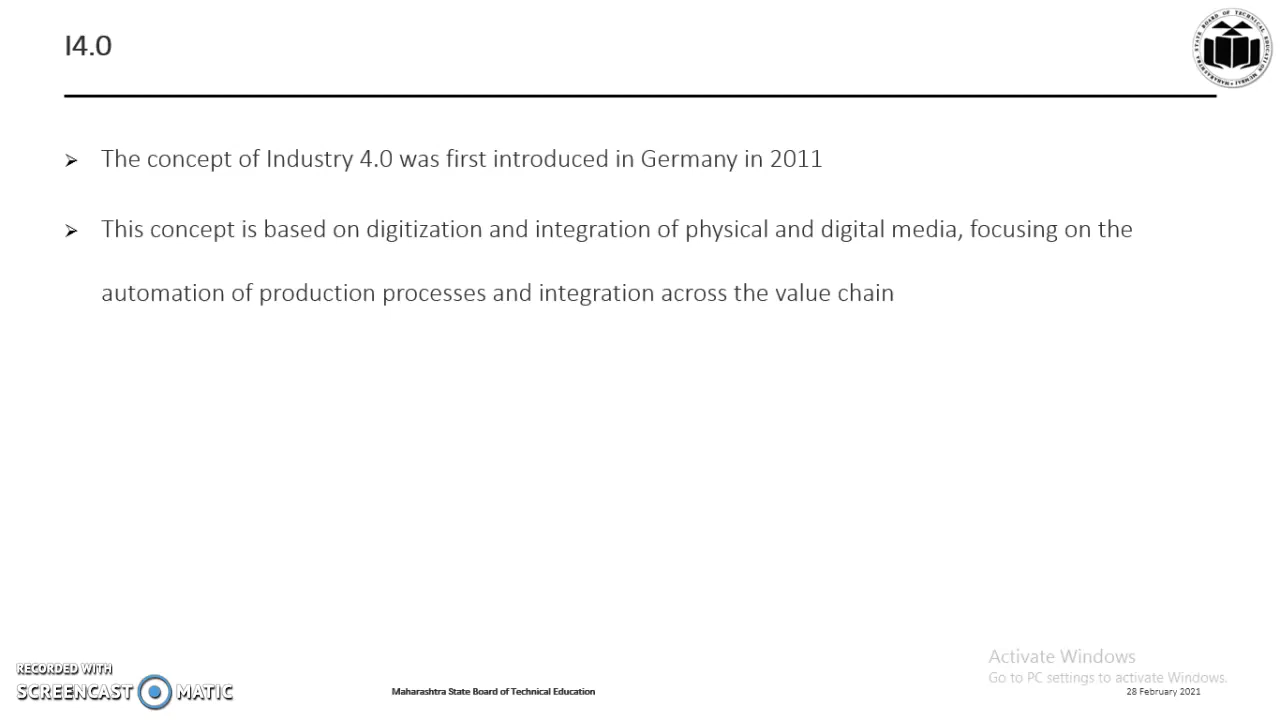 I4.0
The concept of Industry 4.0 was first introduced in Germany in 2011
This concept is based on digitization and integration of physical and digital media, focusing on the
automation of production processes and integration across the value chain
RECORDED WITH
SCREENCAST MATIC
Maharashtra State Board of Technical Education
Activate Windows
Go to PC settings to activate Windows.
28 February 2021